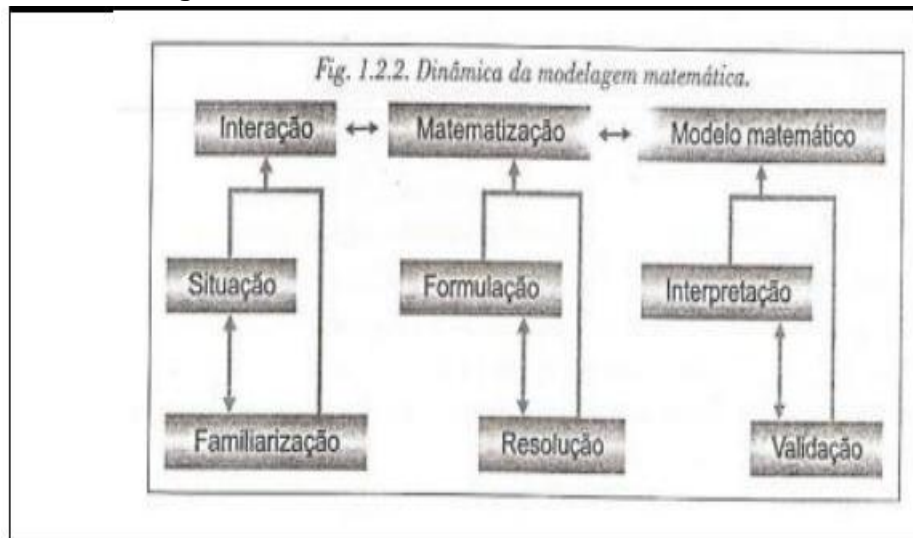 Fig. 1.2.2. Dinâmica da modelagem matemática.
Interação Matematização Modelo matemático
Situação Formulação Interpretação
Familiarização Resolução Validação